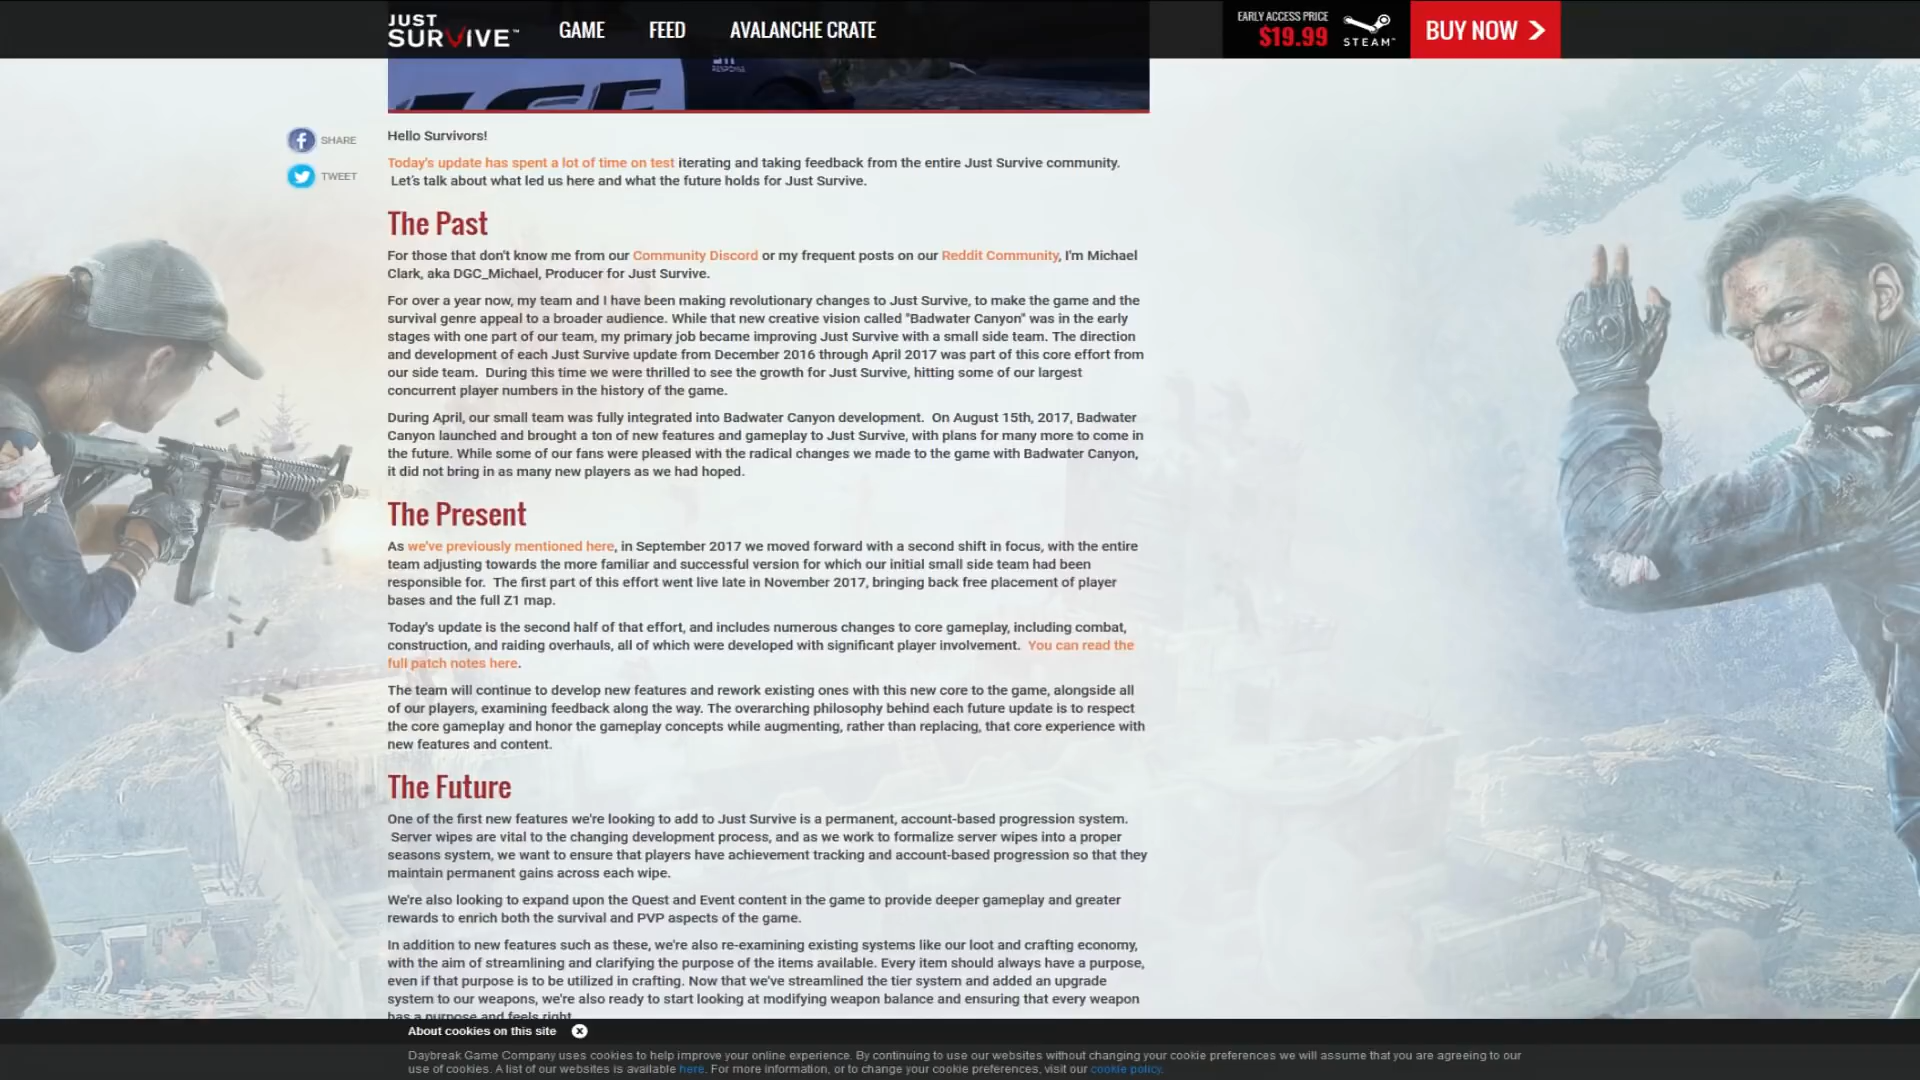 JUST
SURVIVE™
GAME
FEED
AVALANCHE CRATE
EARLY ACCESS PRICE
$19.99
STEAM™
BUY NOW
SHARE
TWEET
Hello Survivors!
Today's update has spent a lot of time on test iterating and taking feedback from the entire Just Survive community.
Let's talk about what led us here and what the future holds for Just Survive.
The Past
For those that don't know me from our Community Discord or my frequent posts on our Reddit Community, I'm Michael
Clark, aka DGC_Michael, Producer for Just Survive.
For over a year now, my team and I have been making revolutionary changes to Just Survive, to make the game and the
survival genre appeal to a broader audience. While that new creative vision called "Badwater Canyon" was in the early
stages with one part of our team, my primary job became improving Just Survive with a small side team. The direction
and development of each Just Survive update from December 2016 through April 2017 was part of this core effort from
our side team. During this time we were thrilled to see the growth for Just Survive, hitting some of our largest
concurrent player numbers in the history of the game.
During April, our small team was fully integrated into Badwater Canyon development. On August 15th, 2017, Badwater
Canyon launched and brought a ton of new features and gameplay to Just Survive, with plans for many more to come in
the future. While some of our fans were pleased with the radical changes we made to the game with Badwater Canyon,
it did not bring in as many new players as we had hoped.
The Present
As we've previously mentioned here, in September 2017 we moved forward with a second shift in focus, with the entire
team adjusting towards the more familiar and successful version for which our initial small side team had been
responsible for. The first part of this effort went live late in November 2017, bringing back free placement of player
bases and the full Z1 map.
Today's update is the second half of that effort, and includes numerous changes to core gameplay, including combat,
construction, and raiding overhauls, all of which were developed with significant player involvement. You can read the
full patch notes here.
The team will continue to develop new features and rework existing ones with this new core to the game, alongside all
of our players, examining feedback along the way. The overarching philosophy behind each future update is to respect
the core gameplay and honor the gameplay concepts while augmenting, rather than replacing, that core experience with
new features and content.
The Future
One of the first new features we're looking to add to Just Survive is a permanent, account-based progression system.
Server wipes are vital to the changing development process, and as we work to formalize server wipes into a proper
seasons system, we want to ensure that players have achievement tracking and account-based progression so that they
maintain permanent gains across each wipe.
We're also looking to expand upon the Quest and Event content in the game to provide deeper gameplay and greater
rewards to enrich both the survival and PVP aspects of the game.
In addition to new features such as these, we're also re-examining existing systems like our loot and crafting economy,
with the aim of streamlining and clarifying the purpose of the items available. Every item should always have a purpose,
even if that purpose is to be utilized in crafting. Now that we've streamlined the tier system and added an upgrade
system to our weapons, we're also ready to start looking at modifying weapon balance and ensuring that every weapon
has a purpose and feels right
About cookies on this site
Daybreak Game Company uses cookies to help improve your online experience. By continuing to use our websites without changing your cookie preferences we will assume that you are agreeing to our
use of cookies. A list of our websites is available here. For more information, or to change your cookie preferences, visit our cookie policy.